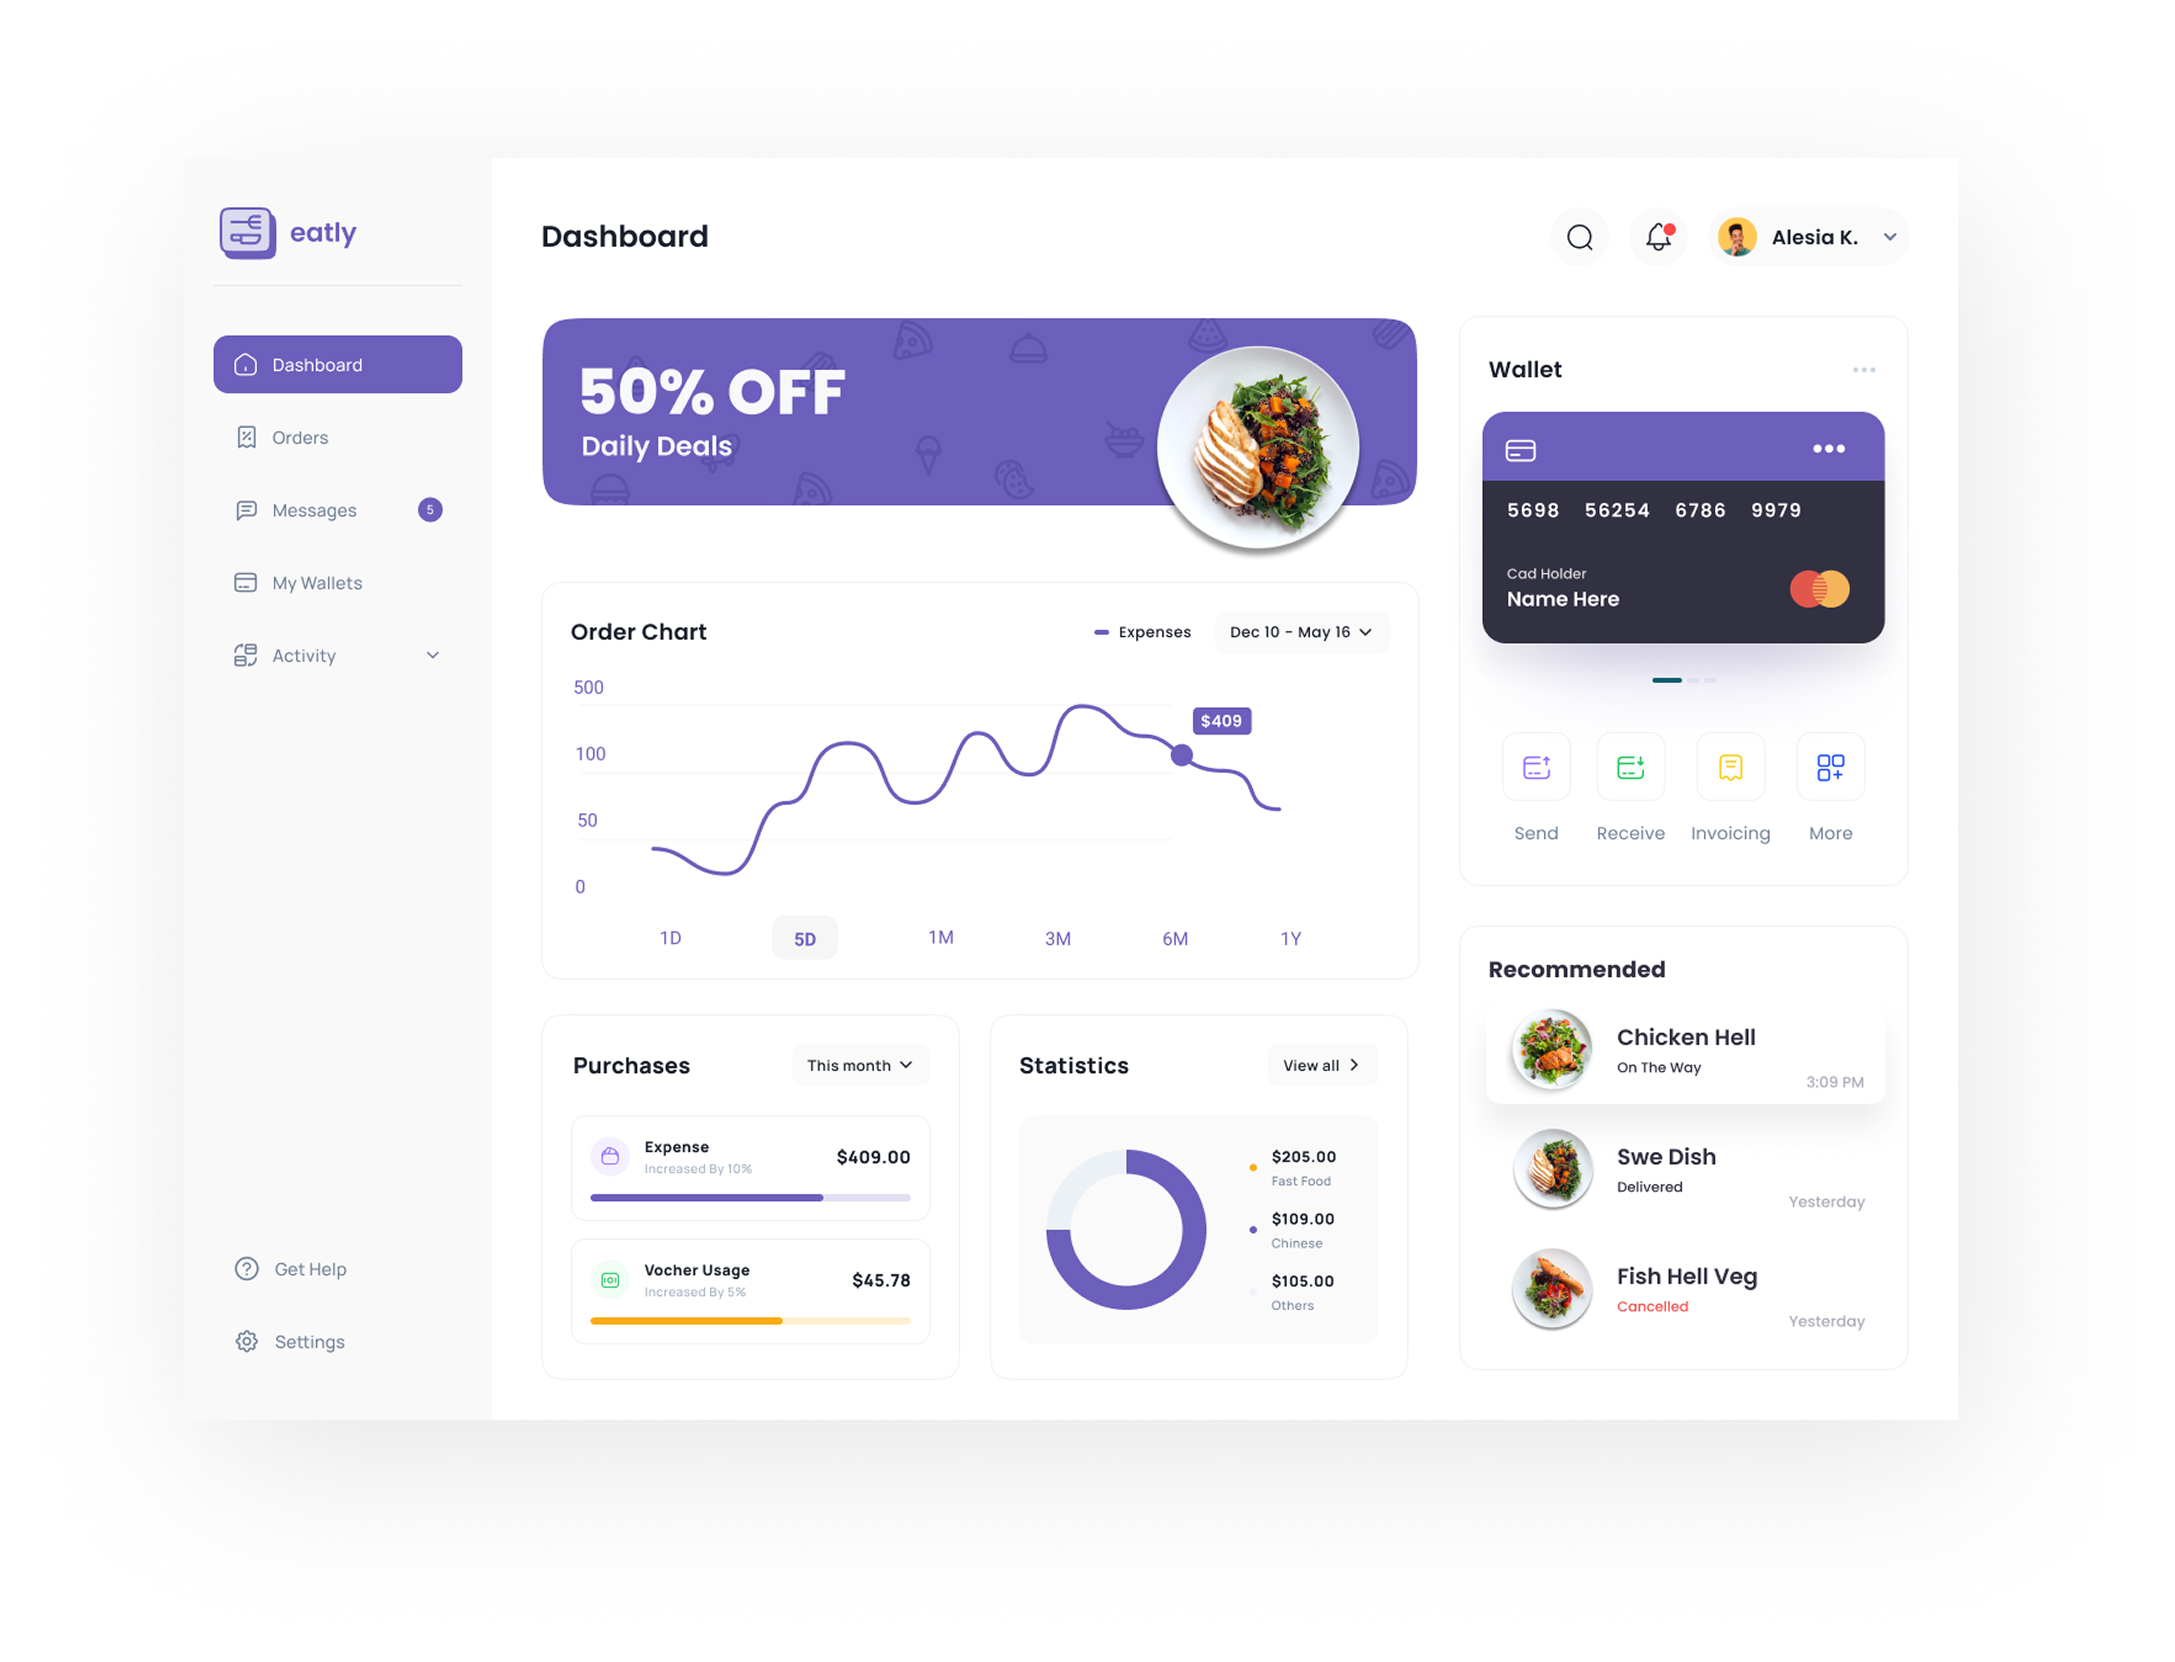 eatly
Dashboard
Orders
Messages 5
My Wallets
Activity
Get Help
Settings
Dashboard
Alesia K.
50% OFF
Daily Deals
Order Chart
Expenses
Dec 10 - May 16
500
100
50
0
$409
1D 5D 1M 3M 6M 1Y
Purchases
This month
Expense
Increased By 10%
$409.00
Vocher Usage
Increased By 5%
$45.78
Statistics
View all
$205.00
Fast Food
$109.00
Chinese
$105.00
Others
Wallet
5698 56254 6786 9979
Cad Holder
Name Here
Send Receive Invoicing More
Recommended
Chicken Hell
On The Way
3:09 PM
Swe Dish
Delivered
Yesterday
Fish Hell Veg
Cancelled
Yesterday